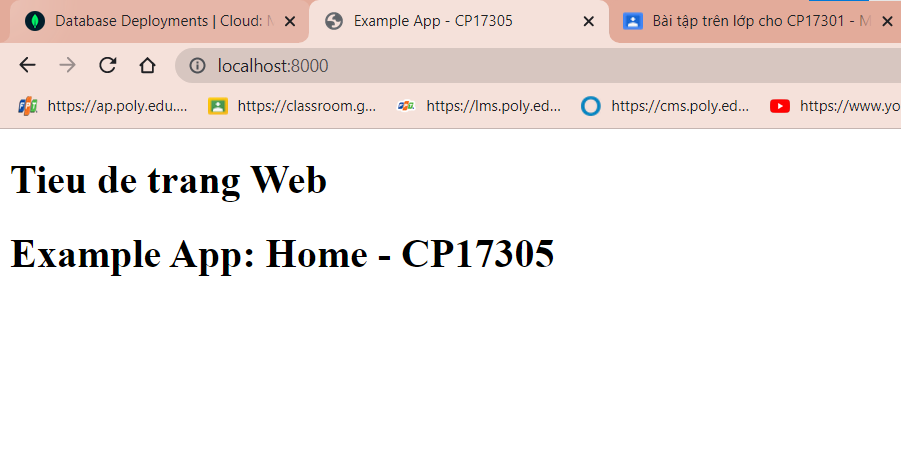 Database Deployments | Cloud: M
Example App - CP17305
Bài tập trên lớp cho CP17301 - M
localhost:8000
https://ap.poly.edu....
https://classroom.g...
https://lms.poly.ed...
https://cms.poly.ed...
https://www.yo
Tieu de trang Web
Example App: Home - CP17305